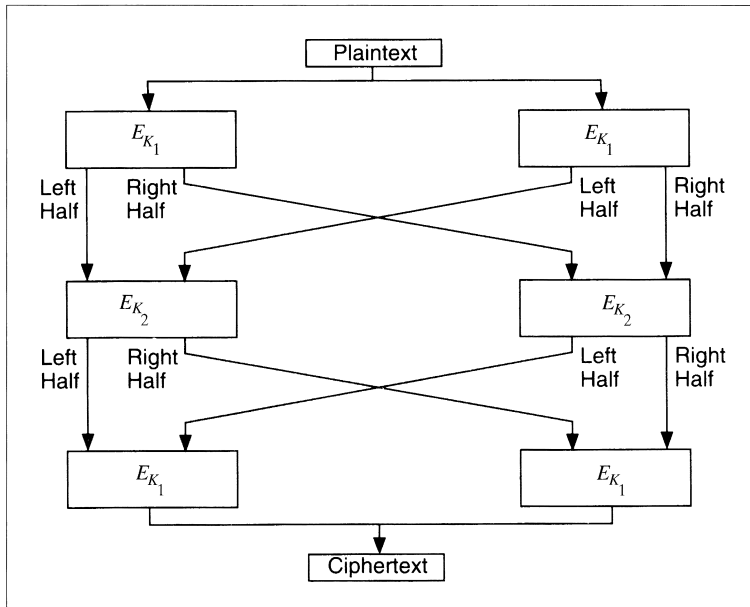 Plaintext
E_{K_1} E_{K_1}
Left Half Right Half Left Half Right Half
E_{K_2} E_{K_2}
Left Half Right Half Left Half Right Half
E_{K_1} E_{K_1}
Ciphertext